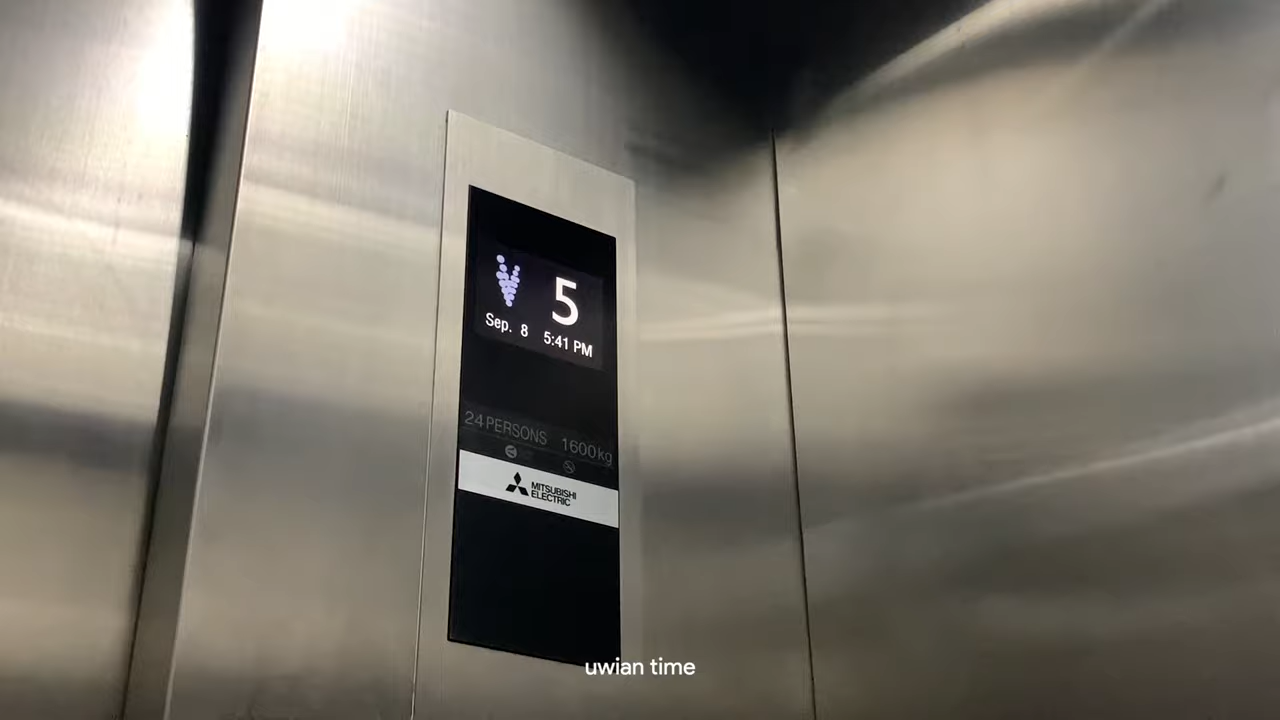 5
Sep. 8 5:41 PM
24 PERSONS 1600kg
MITSUBISHI
ELECTRIC
uwian time